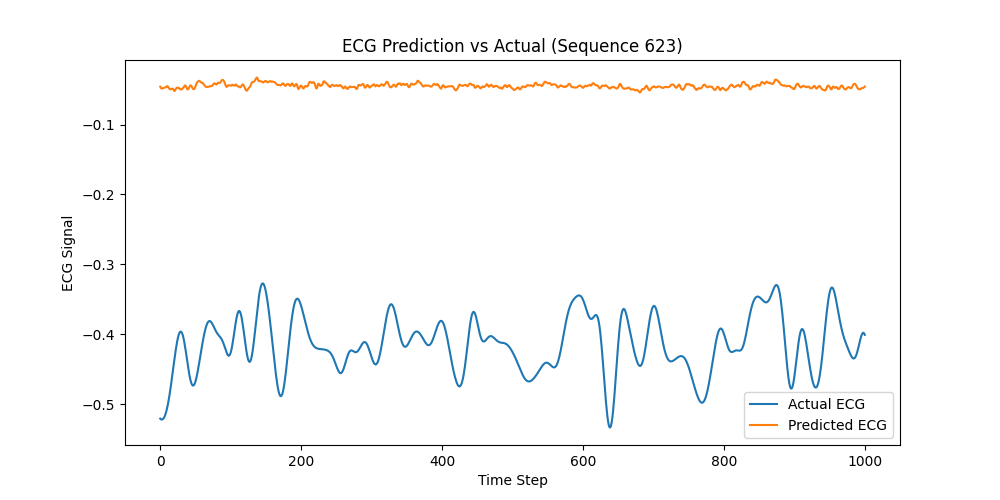 ECG Prediction vs Actual (Sequence 623)
ECG Signal
−0.1
−0.2
−0.3
−0.4
−0.5
0
200
400
600
800
1000
Time Step
Actual ECG
Predicted ECG